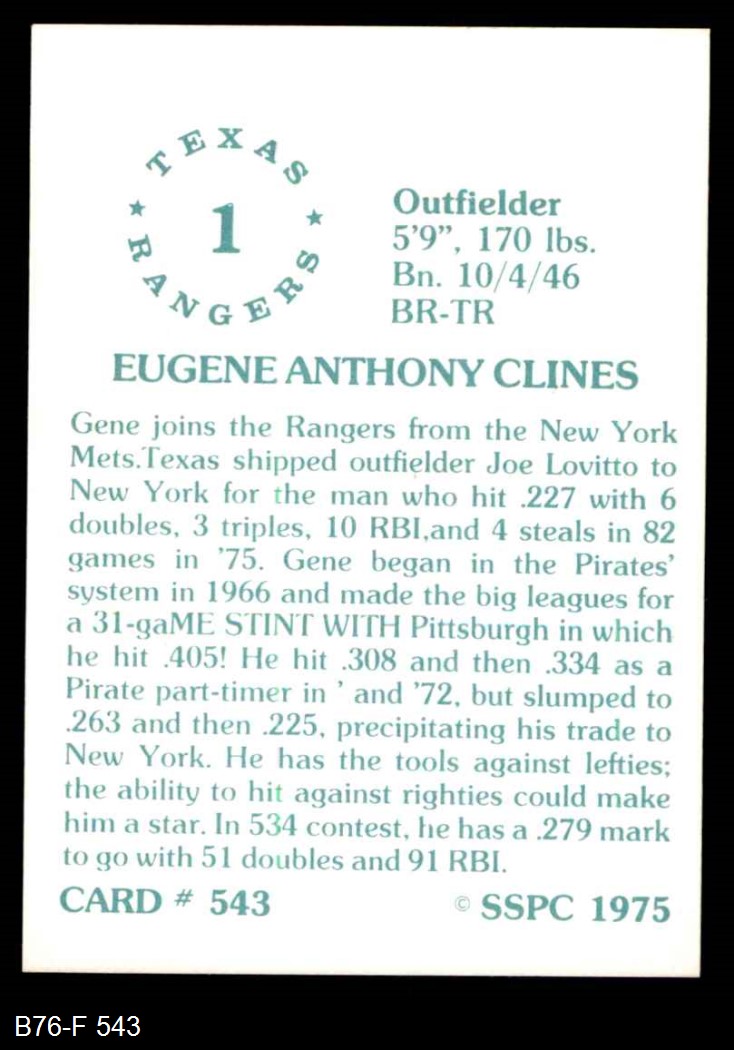 TEXAS
★ 1 ★
RANGERS
Outfielder
5'9”, 170 lbs.
Bn. 10/4/46
BR-TR
EUGENE ANTHONY CLINES
Gene joins the Rangers from the New York
Mets.Texas shipped outfielder Joe Lovitto to
New York for the man who hit .227 with 6
doubles, 3 triples, 10 RBI,and 4 steals in 82
games in '75. Gene began in the Pirates'
system in 1966 and made the big leagues for
a 31-gaME STINT WITH Pittsburgh in which
he hit .405! He hit .308 and then .334 as a
Pirate part-timer in ' and '72, but slumped to
.263 and then .225, precipitating his trade to
New York. He has the tools against lefties;
the ability to hit against righties could make
him a star. In 534 contest, he has a .279 mark
to go with 51 doubles and 91 RBI.
CARD # 543
© SSPC 1975
B76-F 543